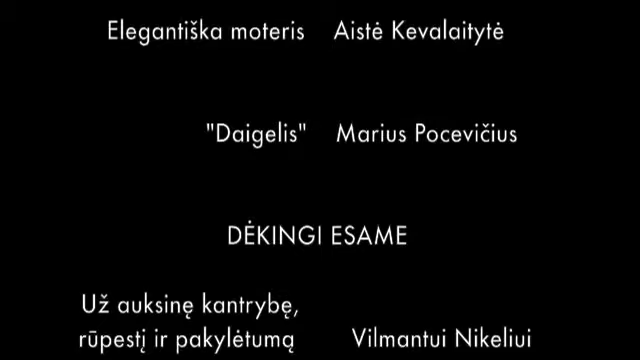 Elegantiška moteris Aistė Kevalaitytė
"Daigelis" Marius Pocevičius
DĖKINGI ESAME
Už auksinę kantrybę,
rūpestį ir pakylėtumą Vilmantui Nikeliui